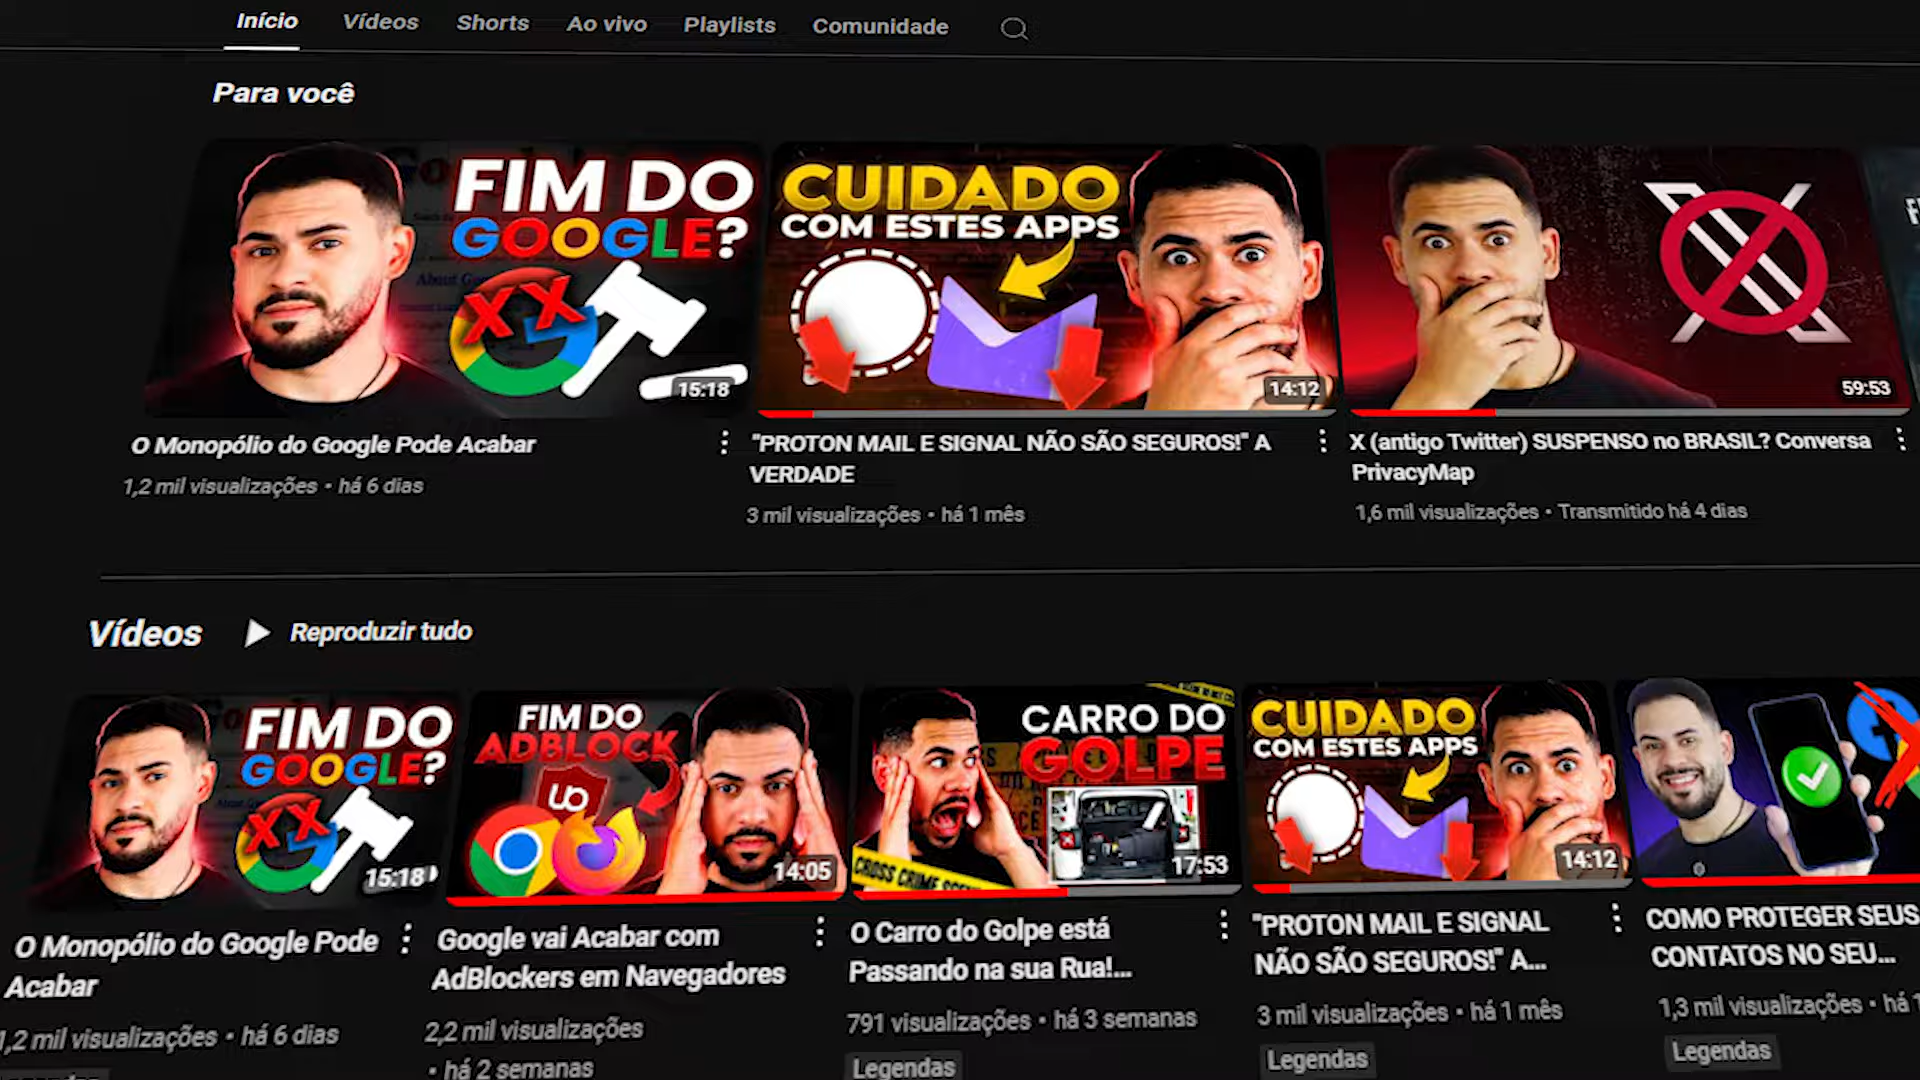 Início
Vídeos
Shorts
Ao vivo
Playlists
Comunidade
Para você
FIM DO
GOOGLE?
XX
15:18
O Monopólio do Google Pode Acabar
1,2 mil visualizações • há 6 dias
CUIDADO
COM ESTES APPS
14:12
"PROTON MAIL E SIGNAL NÃO SÃO SEGUROS!" A
VERDADE
3 mil visualizações • há 1 mês
59:53
X (antigo Twitter) SUSPENSO no BRASIL? Conversa
PrivacyMap
1,6 mil visualizações • Transmitido há 4 dias
Vídeos
Reproduzir tudo
FIM DO
GOOGLE?
XX
15:18
O Monopólio do Google Pode
Acabar
1,2 mil visualizações • há 6 dias
FIM DO
ADBLOCK
UO
14:05
Google vai Acabar com
AdBlockers em Navegadores
2,2 mil visualizações
• há 2 semanas
CARRO DO
GOLPE
CROSS CRIME
17:53
O Carro do Golpe está
Passando na sua Rua!...
791 visualizações • há 3 semanas
Legendas
CUIDADO
COM ESTES APPS
14:12
"PROTON MAIL E SIGNAL
NÃO SÃO SEGUROS!" A...
3 mil visualizações • há 1 mês
Legendas
COMO PROTEGER SEUS
CONTATOS NO SEU...
1,3 mil visualizações • há 1
Legendas